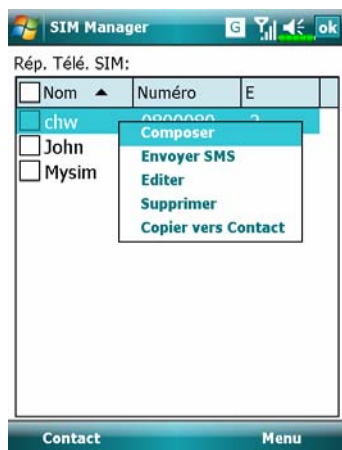 SIM Manager G ok
Rép. Télé. SIM:
Nom Numéro E
chw
John
Mysim
Composer
Envoyer SMS
Editer
Supprimer
Copier vers Contact
Contact Menu